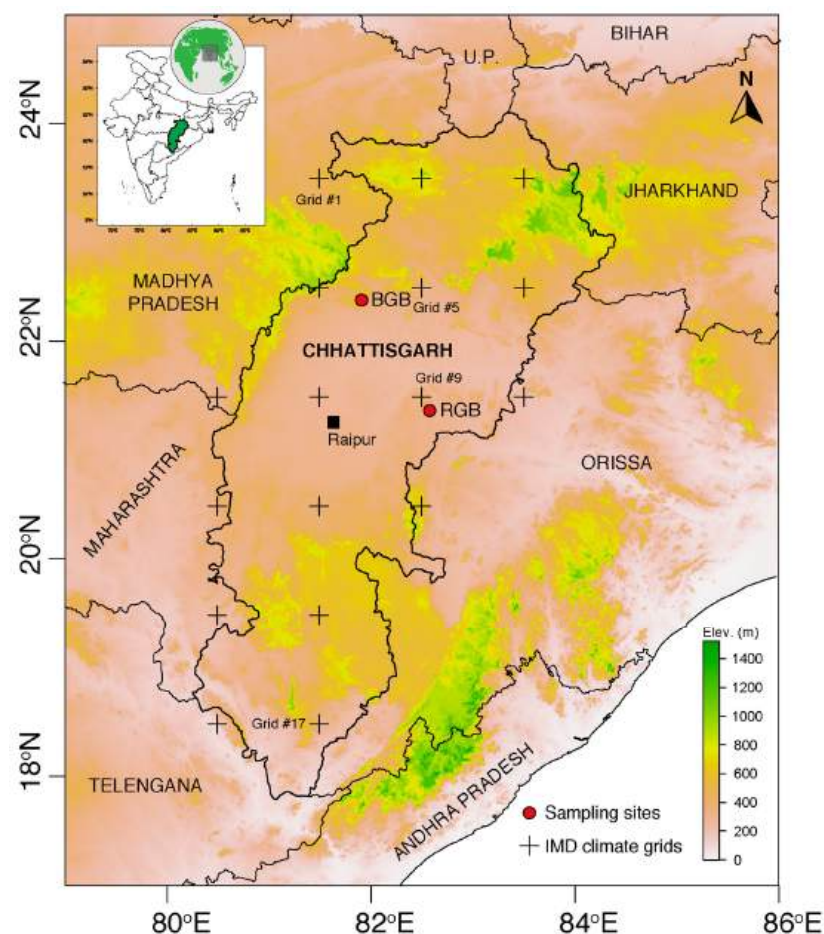 BIHAR
U.P.
N
24°N
JHARKHAND
Grid #1
MADHYA
PRADESH
BGB
Grid #5
22°N
CHHATTISGARH
Grid #9
RGB
Raipur
MAHARASHTRA
ORISSA
20°N
Elev. (m)
1400
1200
1000
800
600
400
200
0
Grid #17
18°N
TELENGANA
ANDHRA PRADESH
Sampling sites
IMD climate grids
80°E
82°E
84°E
86°E